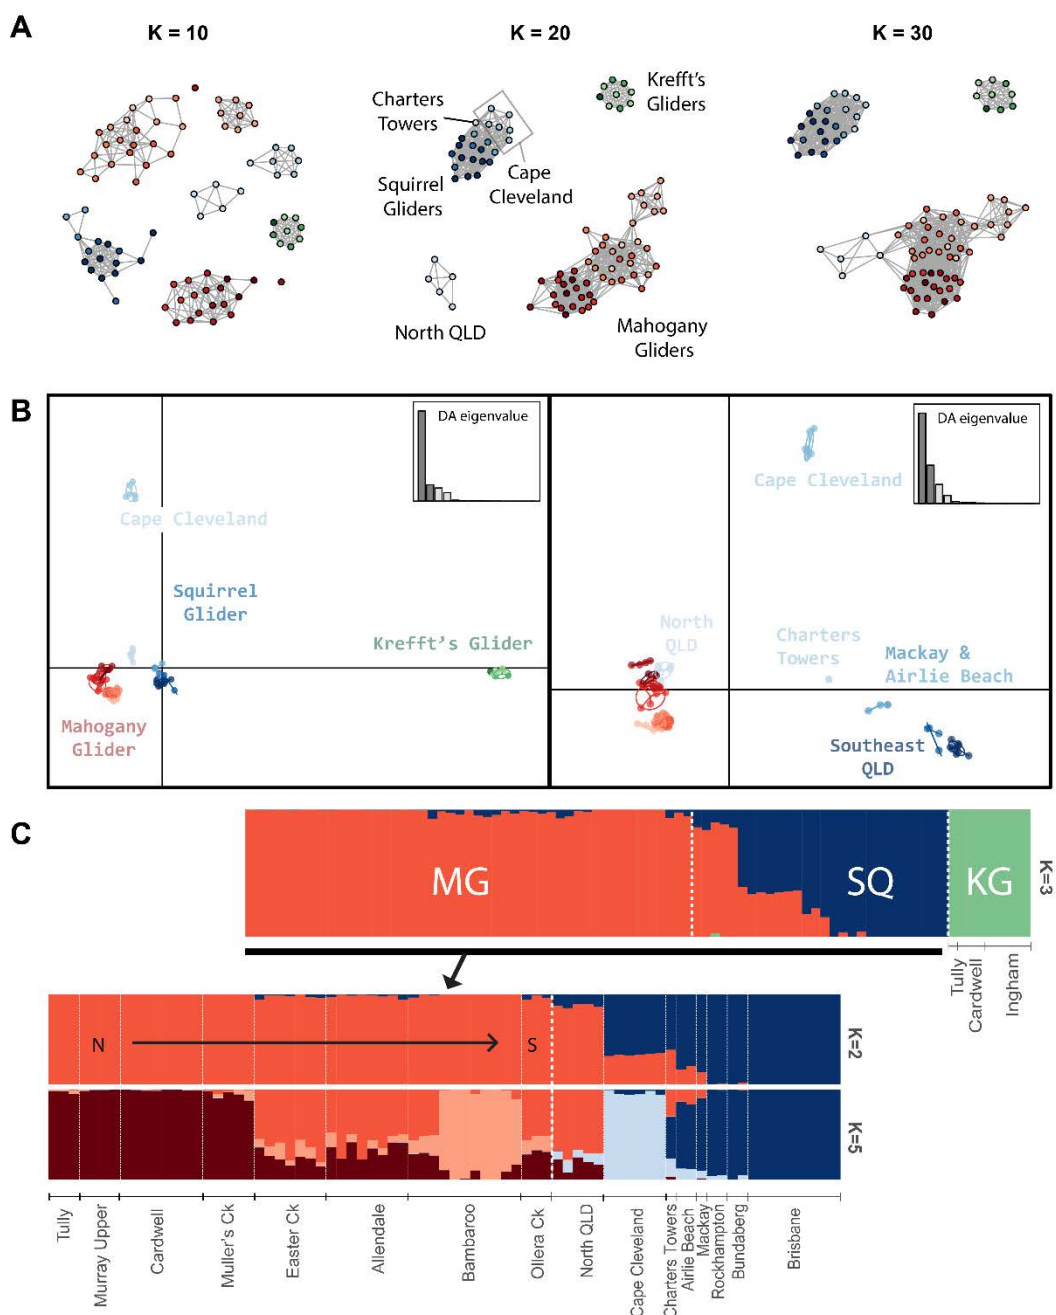 A
K = 10
K = 20
K = 30
Charters
Towers
Krefft's
Gliders
Squirrel
Gliders
Cape
Cleveland
North QLD
Mahogany
Gliders
B
DA eigenvalue
Cape Cleveland
Squirrel
Glider
Krefft's Glider
Mahogany
Glider
DA eigenvalue
Cape Cleveland
North
QLD
Charters
Towers
Mackay &
Airlie Beach
Southeast
QLD
C
MG
SQ
KG
K=3
Tully
Cardwell
Ingham
N
S
K=2
K=5
Tully
Murray Upper
Cardwell
Muller's Ck
Easter Ck
Allendale
Bambaroo
Ollera Ck
North QLD
Cape Cleveland
Charters Towers
Airlie Beach
Mackay
Rockhampton
Bundaberg
Brisbane